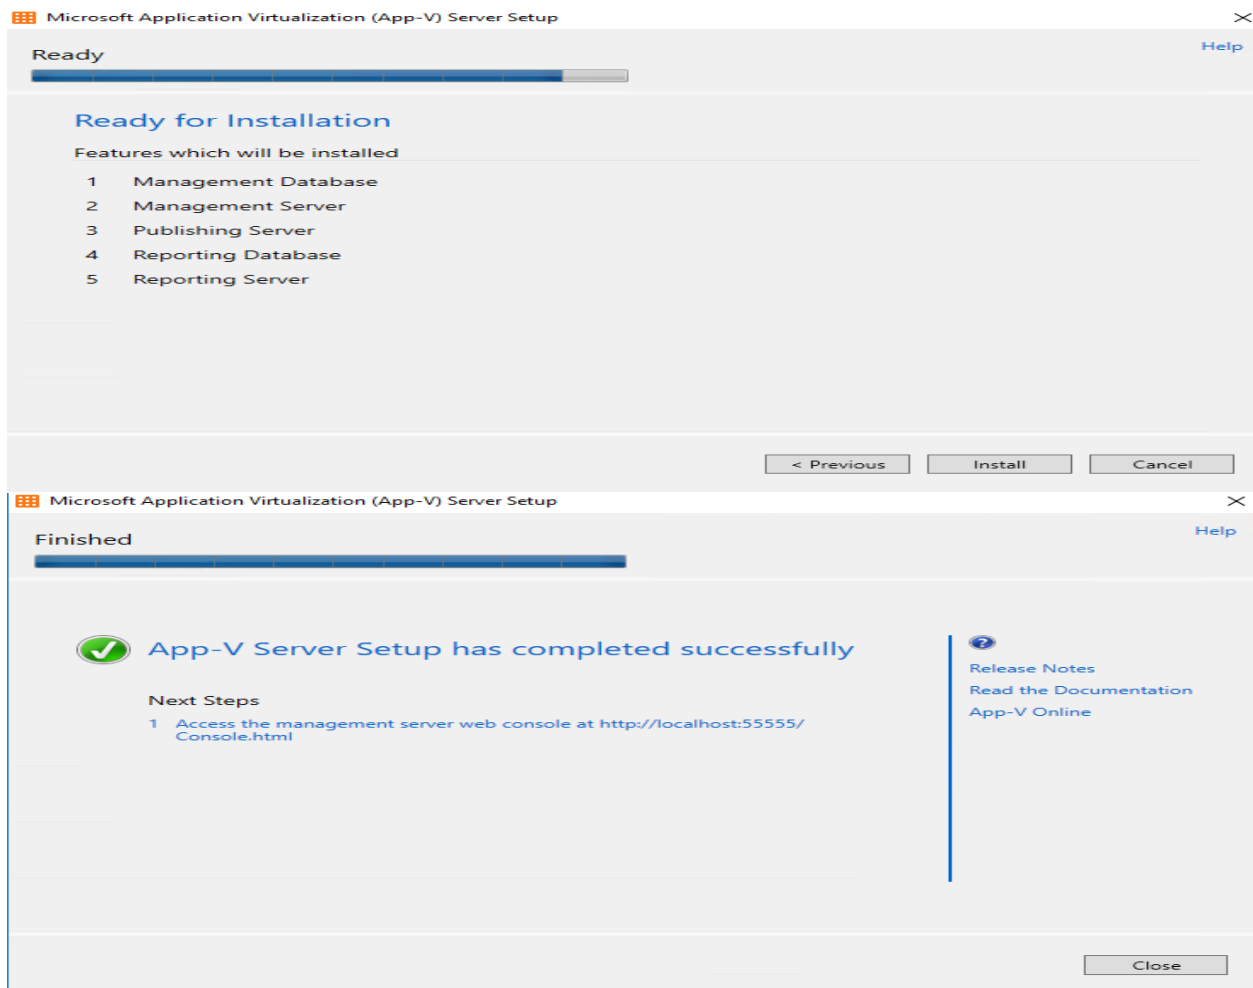 Microsoft Application Virtualization (App-V) Server Setup
Ready
Help
Ready for Installation
Features which will be installed
1 Management Database
2 Management Server
3 Publishing Server
4 Reporting Database
5 Reporting Server
< Previous Install Cancel
Microsoft Application Virtualization (App-V) Server Setup
Finished
Help
App-V Server Setup has completed successfully
Next Steps
1 Access the management server web console at http://localhost:55555/
Console.html
Release Notes
Read the Documentation
App-V Online
Close